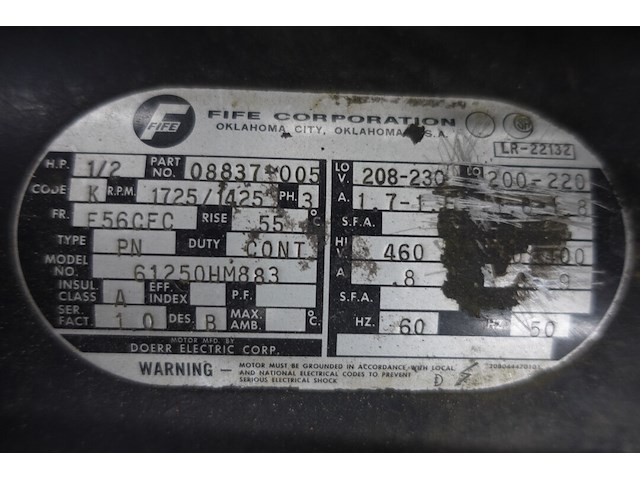 FIFE
FIFE CORPORATION
OKLAHOMA CITY, OKLAHOMA, U.S.A.
LR-22132
H.P. 1/2 PART NO. 08837-005 LO V. 208-230 LO 200-220
CODE K R.P.M. 1725/1425 PH. 3 A.
FR. F56CFC RISE 55 °C S.F.A.
TYPE PN DUTY CONT HI V 460
MODEL NO. 61250HM883 A .8
INSUL CLASS A EFF. INDEX P.F. S.F.A.
SER. FACT. 1.0 DES. B MAX. AMB. °C. HZ. 60 HZ 50
MOTOR MFD. BY
DOERR ELECTRIC CORP.
WARNING - MOTOR MUST BE GROUNDED IN ACCORDANCE WITH LOCAL
AND NATIONAL ELECTRICAL CODES TO PREVENT
SERIOUS ELECTRICAL SHOCK
D